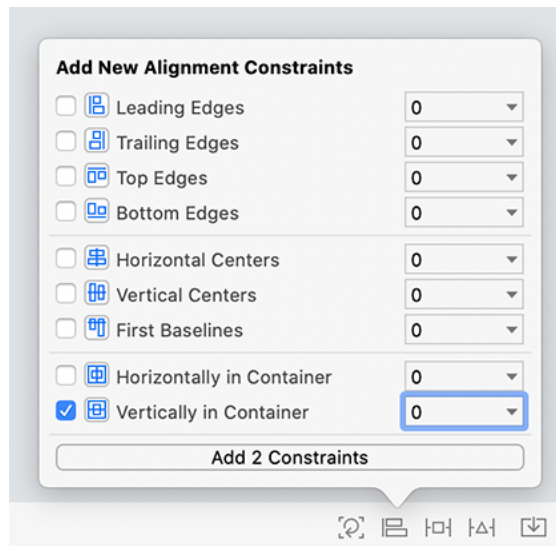 Add New Alignment Constraints
Leading Edges 0
Trailing Edges 0
Top Edges 0
Bottom Edges 0
Horizontal Centers 0
Vertical Centers 0
First Baselines 0
Horizontally in Container 0
Vertically in Container 0
Add 2 Constraints